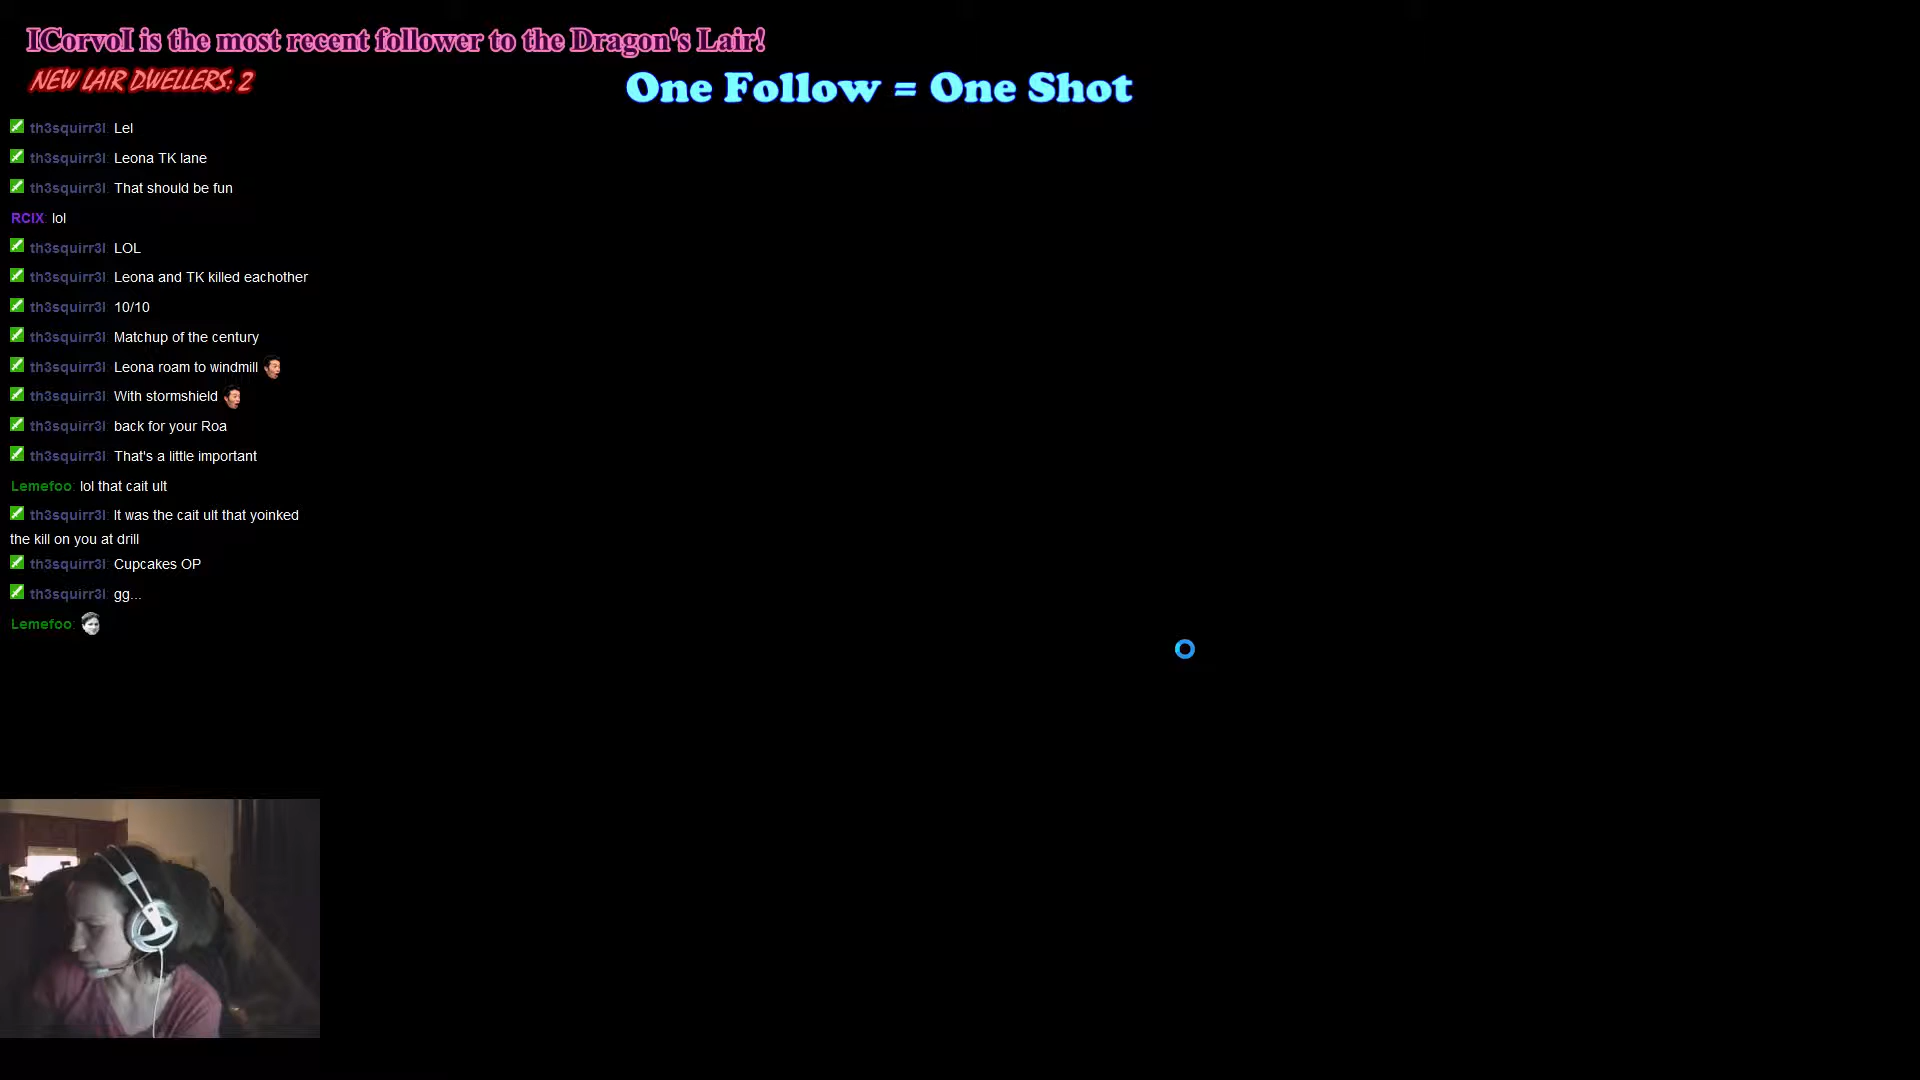 ICorvoI is the most recent follower to the Dragon's Lair!
NEW LAIR DWELLERS: 2
One Follow = One Shot
th3squirr3l: Lel
th3squirr3l: Leona TK lane
th3squirr3l: That should be fun
RCIX: lol
th3squirr3l: LOL
th3squirr3l: Leona and TK killed eachother
th3squirr3l: 10/10
th3squirr3l: Matchup of the century
th3squirr3l: Leona roam to windmill
th3squirr3l: With stormshield
th3squirr3l: back for your Roa
th3squirr3l: That's a little important
Lemefoo: lol that cait ult
th3squirr3l: It was the cait ult that yoinked
the kill on you at drill
th3squirr3l: Cupcakes OP
th3squirr3l: gg...
Lemefoo: